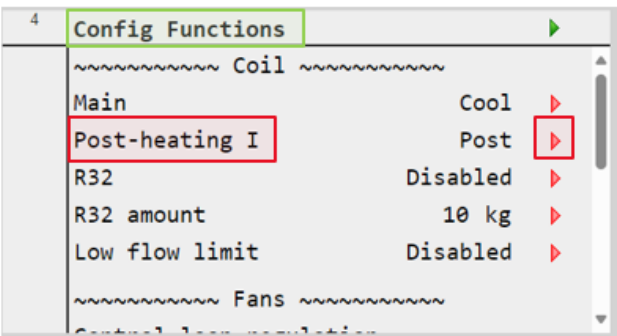 4 Config Functions
~~~~~~~~~~~ Coil ~~~~~~~~~~~
Main Cool
Post-heating I Post
R32 Disabled
R32 amount 10 kg
Low flow limit Disabled
~~~~~~~~~~~ Fans ~~~~~~~~~~~